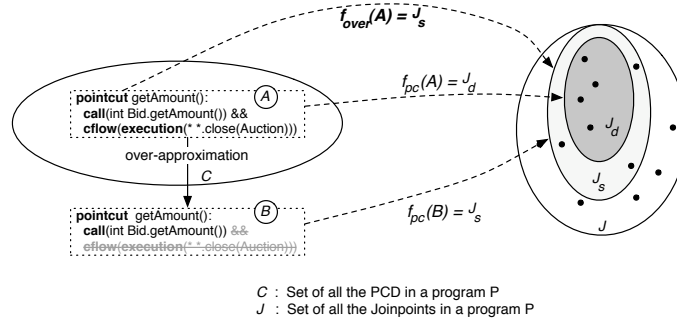 f_over(A) = J_s
A
pointcut getAmount():
call(int Bid.getAmount()) &&
cflow(execution(* *.close(Auction)))
f_pc(A) = J_d
J_d
over-approximation
C
J_s
B
pointcut getAmount():
call(int Bid.getAmount()) &&
cflow(execution(* *.close(Auction)))
f_pc(B) = J_s
J
C : Set of all the PCD in a program P
J : Set of all the Joinpoints in a program P